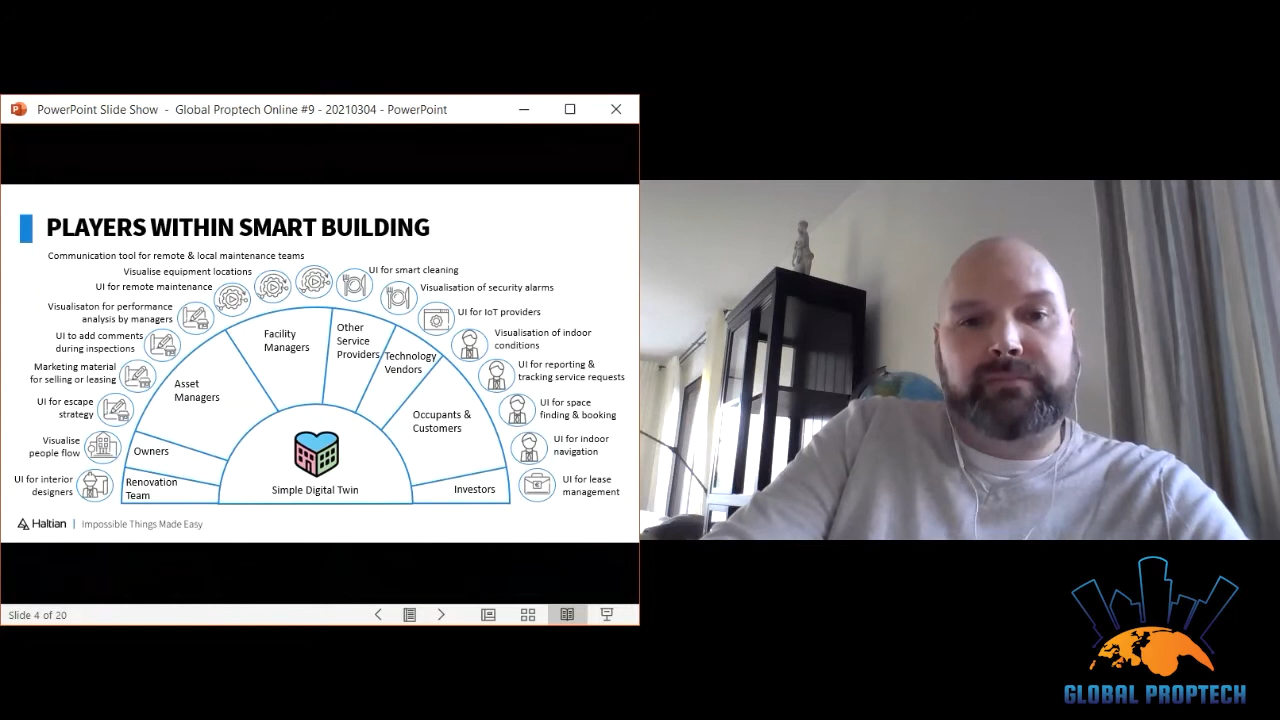 PowerPoint Slide Show - Global Proptech Online #9 - 20210304 - PowerPoint
PLAYERS WITHIN SMART BUILDING
Communication tool for remote & local maintenance teams
Visualise equipment locations
UI for remote maintenance
Visualisaton for performance
analysis by managers
UI to add comments
during inspections
Marketing material
for selling or leasing
UI for escape
strategy
Visualise
people flow
UI for interior
designers
UI for smart cleaning
Visualisation of security alarms
UI for IoT providers
Visualisation of indoor
conditions
UI for reporting &
tracking service requests
UI for space
finding & booking
UI for indoor
navigation
UI for lease
management
Renovation
Team
Owners
Asset
Managers
Facility
Managers
Other
Service
Providers
Technology
Vendors
Occupants &
Customers
Investors
Simple Digital Twin
Haltian | Impossible Things Made Easy
Slide 4 of 20
GLOBAL PROPTECH